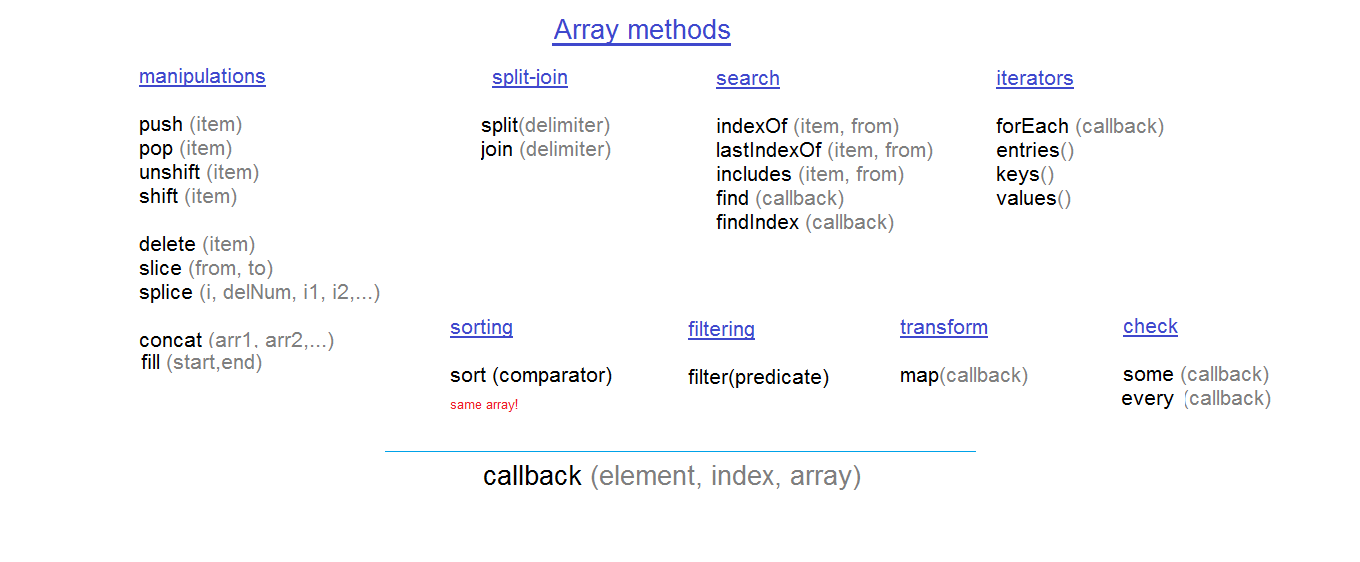 Array methods
manipulations
push (item)
pop (item)
unshift (item)
shift (item)
delete (item)
slice (from, to)
splice (i, delNum, i1, i2,...)
concat (arr1, arr2,...)
fill (start,end)
split-join
split(delimiter)
join (delimiter)
search
indexOf (item, from)
lastIndexOf (item, from)
includes (item, from)
find (callback)
findIndex (callback)
iterators
forEach (callback)
entries()
keys()
values()
sorting
sort (comparator)
same array!
filtering
filter(predicate)
transform
map(callback)
check
some (callback)
every (callback)
callback (element, index, array)